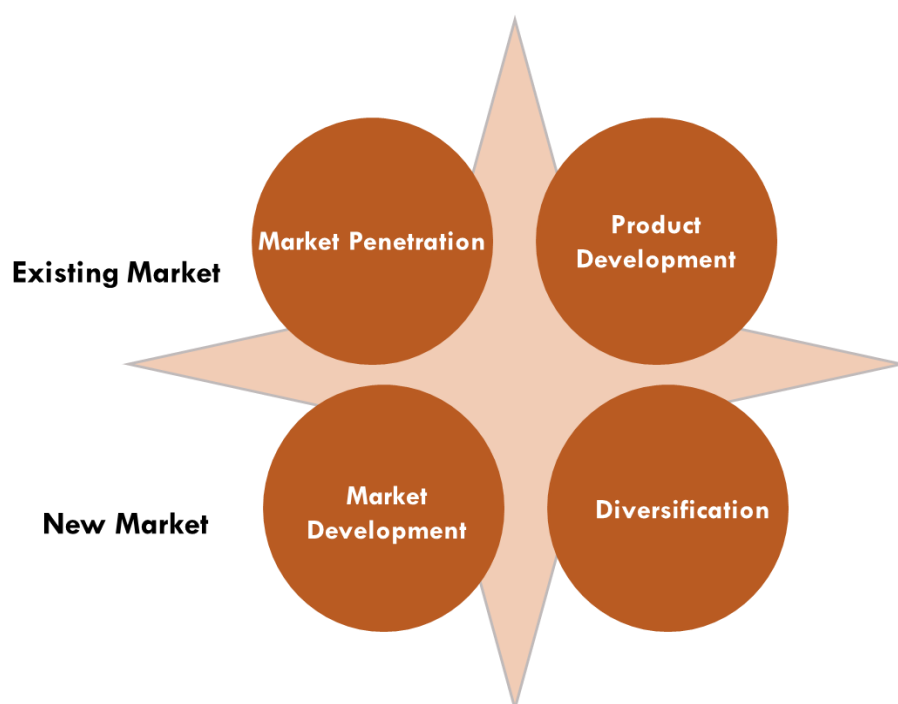 Market Penetration
Product
Development
Existing Market
Market
Development
Diversification
New Market